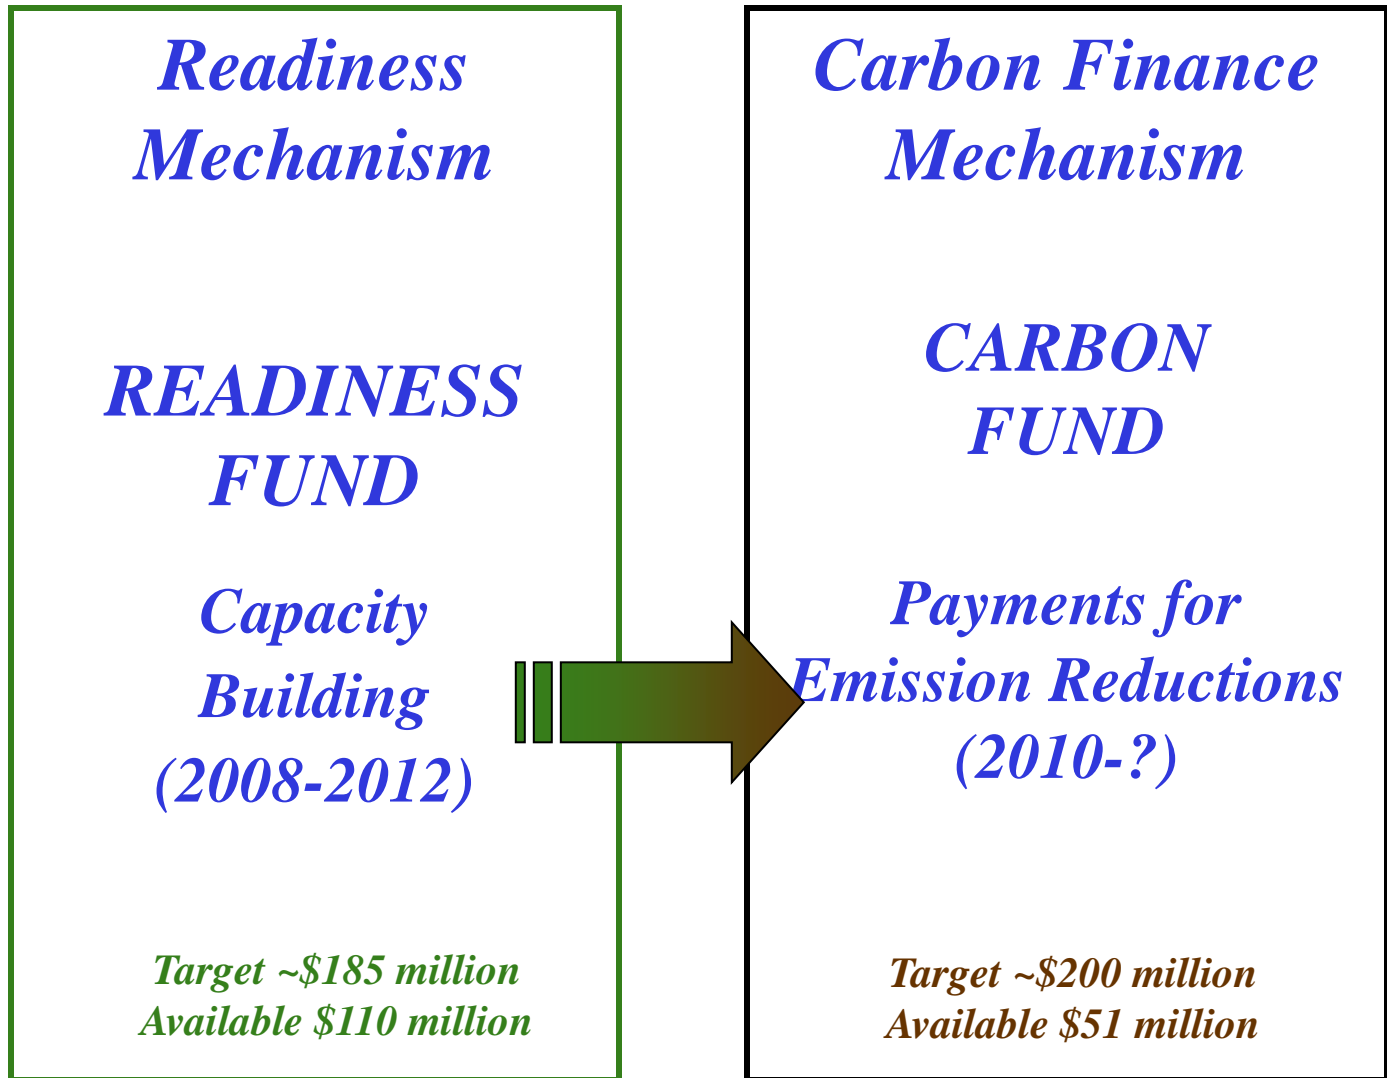 Readiness
Mechanism
READINESS
FUND
Capacity
Building
(2008-2012)
Target ~$185 million
Available $110 million
Carbon Finance
Mechanism
CARBON
FUND
Payments for
Emission Reductions
(2010-?)
Target ~$200 million
Available $51 million